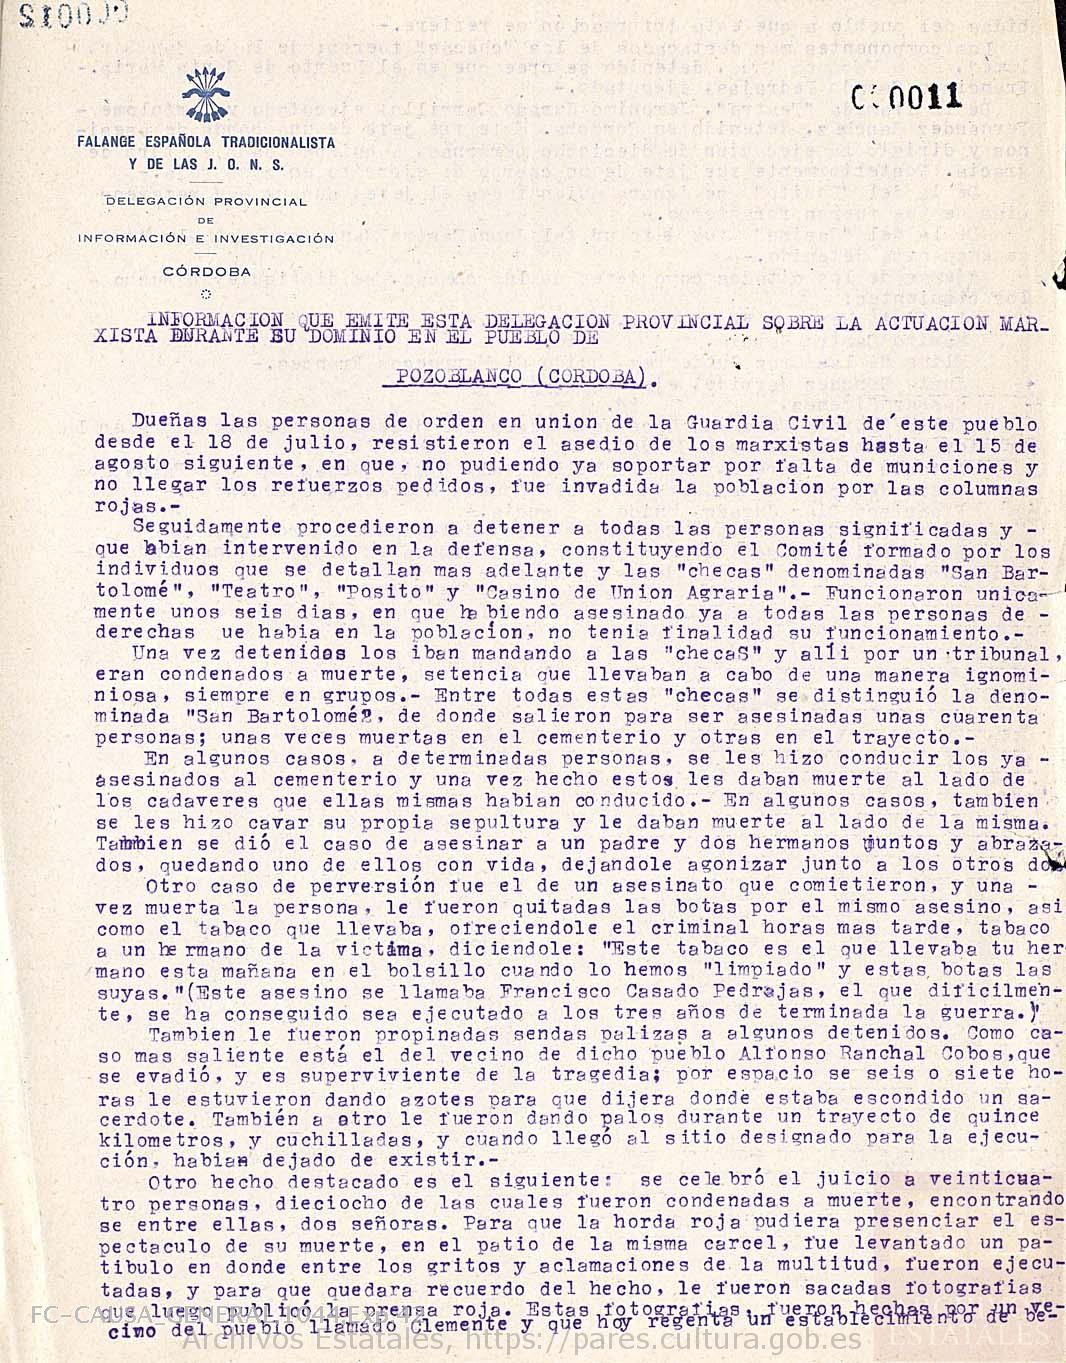 CC0012
C00011
FALANGE ESPAÑOLA TRADICIONALISTA
Y DE LAS J. O. N. S.
DELEGACIÓN PROVINCIAL
DE
INFORMACIÓN E INVESTIGACIÓN
CÓRDOBA
INFORMACION QUE EMITE ESTA DELEGACION PROVINCIAL SOBRE LA ACTUACION MAR-
XISTA DURANTE SU DOMINIO EN EL PUEBLO DE
POZOBLANCO (CORDOBA).
Dueñas las personas de orden en union de la Guardia Civil de este pueblo
desde el 18 de julio, resistieron el asedio de los marxistas hasta el 15 de
agosto siguiente, en que, no pudiendo ya soportar por falta de municiones y
no llegar los refuerzos pedidos, fue invadida la poblacion por las columnas
rojas.-
Seguidamente procedieron a detener a todas las personas significadas y -
que abian intervenido en la defensa, constituyendo el Comité formado por los
individuos que se detallan mas adelante y las "checas" denominadas "San Bar-
tolomé", "Teatro", "Posito" y "Casino de Union Agraria".- Funcionaron unica-
mente unos seis dias, en que habiendo asesinado ya a todas las personas de -
derechas ue habia en la poblacion, no tenia finalidad su funcionamiento.-
Una vez detenidos los iban mandando a las "checaS" y alli por un tribunal,
eran condenados a muerte, setencia que llevaban a cabo de una manera ignomi-
niosa, siempre en grupos.- Entre todas estas "checas" se distinguió la deno-
minada "San Bartolomé2, de donde salieron para ser asesinadas unas cuarenta
personas; unas veces muertas en el cementerio y otras en el trayecto.-
En algunos casos, a determinadas personas, se les hizo conducir los ya -
asesinados al cementerio y una vez hecho estos les daban muerte al lado de
los cadaveres que ellas mismas habian conducido.- En algunos casos, tambien
se les hizo cavar su propia sepultura y le daban muerte al lado de la misma.
Tambien se dió el caso de asesinar a un padre y dos hermanos juntos y abraza-
dos, quedando uno de ellos con vida, dejandole agonizar junto a los otros dos
Otro caso de perversión fue el de un asesinato que comietieron, y una -
vez muerta la persona, le fueron quitadas las botas por el mismo asesino, asi
como el tabaco que llevaba, ofreciendole el criminal horas mas tarde, tabaco
a un hermano de la victima, diciendole: "Este tabaco es el que llevaba tu her
mano esta mañana en el bolsillo cuando lo hemos "limpiado" y estas botas las
suyas."(Este asesino se llamaba Francisco Casado Pedrajas, el que dificilmen-
te, se ha conseguido sea ejecutado a los tres años de terminada la guerra.)
Tambien le fueron propinadas sendas palizas a algunos detenidos. Como ca-
so mas saliente está el del vecino de dicho pueblo Alfonso Ranchal Cobos,que
se evadió, y es superviviente de la tragedia; por espacio se seis o siete ho-
ras le estuvieron dando azotes para que dijera donde estaba escondido un sa-
cerdote. También a otro le fueron dando palos durante un trayecto de quince
kilometros, y cuchilladas, y cuando llegó al sitio designado para la ejecu-
ción, habian dejado de existir.-
Otro hecho destacado es el siguiente: se celebró el juicio a veinticua-
tro personas, dieciocho de las cuales fueron condenadas a muerte, encontrando
se entre ellas, dos señoras. Para que la horda roja pudiera presenciar el es-
pectaculo de su muerte, en el patio de la misma carcel, fue levantado un pa-
tibulo en donde entre los gritos y aclamaciones de la multitud, fueron ejecu-
tadas, y para que quedara recuerdo del hecho, le fueron sacadas fotografias
que luego publicó la prensa roja. Estas fotografias, fueron hechas por un ve-
cino del pueblo llamado Clemente y que hoy regenta un establecimiento de be-
FC-CAUSA_GENERAL,1044,Exp.42
Archivos Estatales, https://pares.cultura.gob.es